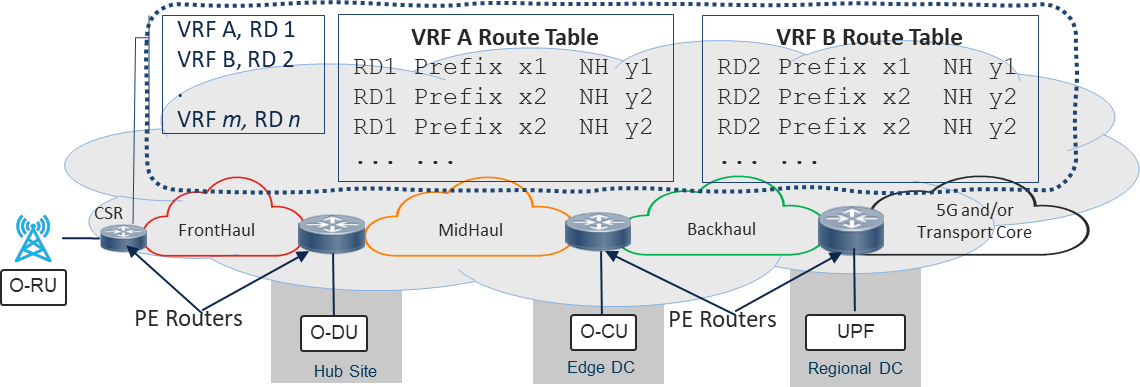 VRF A, RD 1
VRF B, RD 2
.
VRF m, RD n
VRF A Route Table
RD1 Prefix x1 NH y1
RD1 Prefix x2 NH y2
RD1 Prefix x2 NH y2
... ...
VRF B Route Table
RD2 Prefix x1 NH y1
RD2 Prefix x2 NH y2
RD2 Prefix x2 NH y2
... ...
CSR
FrontHaul
MidHaul
Backhaul
5G and/or
Transport Core
O-RU
PE Routers
O-DU
Hub Site
O-CU
Edge DC
PE Routers
UPF
Regional DC